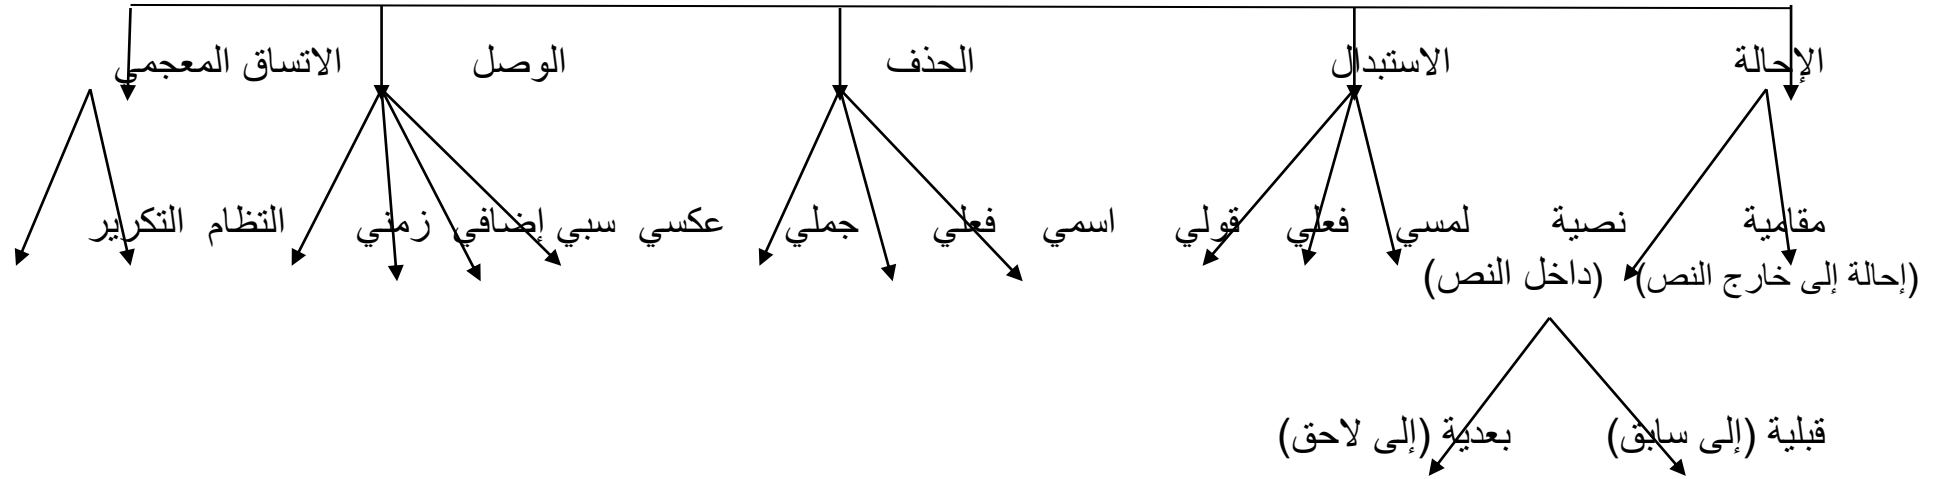 الإحالة الاستبدال الحذف الوصل الاتساق المعجمي
مقامية نصية لمسي فعلي قولي اسمي فعلي جملي عكسي سببي إضافي زمني التظام التكرير
(إحالة إلى خارج النص) (داخل النص)
قبلية (إلى سابق) بعدية (إلى لاحق)